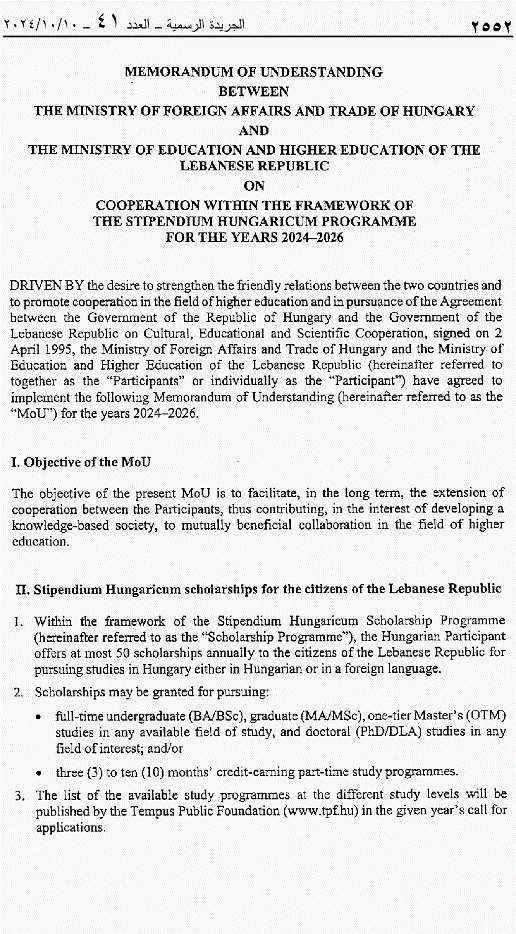 ٢٥٥٢ الجريدة الرسمية ــ العدد ٤١ ــ ٢٠٢٤/١٠/١٠
MEMORANDUM OF UNDERSTANDING
BETWEEN
THE MINISTRY OF FOREIGN AFFAIRS AND TRADE OF HUNGARY
AND
THE MINISTRY OF EDUCATION AND HIGHER EDUCATION OF THE
LEBANESE REPUBLIC
ON
COOPERATION WITHIN THE FRAMEWORK OF
THE STIPENDIUM HUNGARICUM PROGRAMME
FOR THE YEARS 2024–2026
DRIVEN BY the desire to strengthen the friendly relations between the two countries and
to promote cooperation in the field of higher education and in pursuance of the Agreement
between the Government of the Republic of Hungary and the Government of the
Lebanese Republic on Cultural, Educational and Scientific Cooperation, signed on 2
April 1995, the Ministry of Foreign Affairs and Trade of Hungary and the Ministry of
Education and Higher Education of the Lebanese Republic (hereinafter referred to
together as the “Participants” or individually as the “Participant”) have agreed to
implement the following Memorandum of Understanding (hereinafter referred to as the
“MoU”) for the years 2024–2026.
I. Objective of the MoU
The objective of the present MoU is to facilitate, in the long term, the extension of
cooperation between the Participants, thus contributing, in the interest of developing a
knowledge-based society, to mutually beneficial collaboration in the field of higher
education.
II. Stipendium Hungaricum scholarships for the citizens of the Lebanese Republic
1. Within the framework of the Stipendium Hungaricum Scholarship Programme
(hereinafter referred to as the “Scholarship Programme”), the Hungarian Participant
offers at most 50 scholarships annually to the citizens of the Lebanese Republic for
pursuing studies in Hungary either in Hungarian or in a foreign language.
2. Scholarships may be granted for pursuing:
• full-time undergraduate (BA/BSc), graduate (MA/MSc), one-tier Master’s (OTM)
studies in any available field of study, and doctoral (PhD/DLA) studies in any
field of interest; and/or
• three (3) to ten (10) months’ credit-earning part-time study programmes.
3. The list of the available study programmes at the different study levels will be
published by the Tempus Public Foundation (www.tpf.hu) in the given year’s call for
applications.